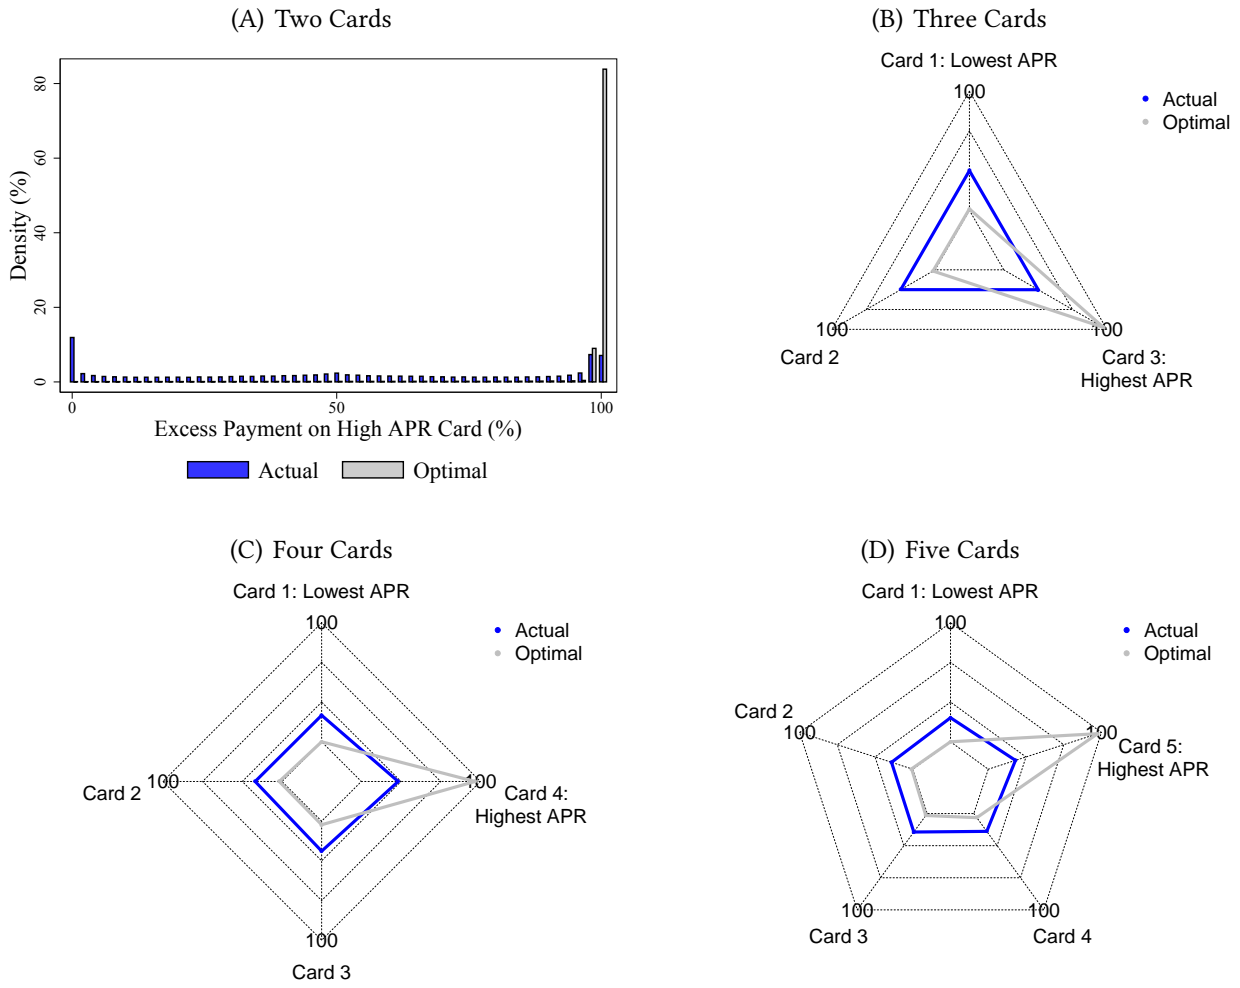 (A) Two Cards
80
60
40
20
0
Density (%)
0
50
100
Excess Payment on High APR Card (%)
Actual
Optimal
(B) Three Cards
Card 1: Lowest APR
100
Actual
Optimal
100
100
Card 2
Card 3:
Highest APR
(C) Four Cards
Card 1: Lowest APR
100
Actual
Optimal
100
Card 2
100
Card 4:
Highest APR
100
Card 3
(D) Five Cards
Card 1: Lowest APR
100
Actual
Optimal
Card 2
100
100
Card 5:
Highest APR
100
100
Card 3
Card 4